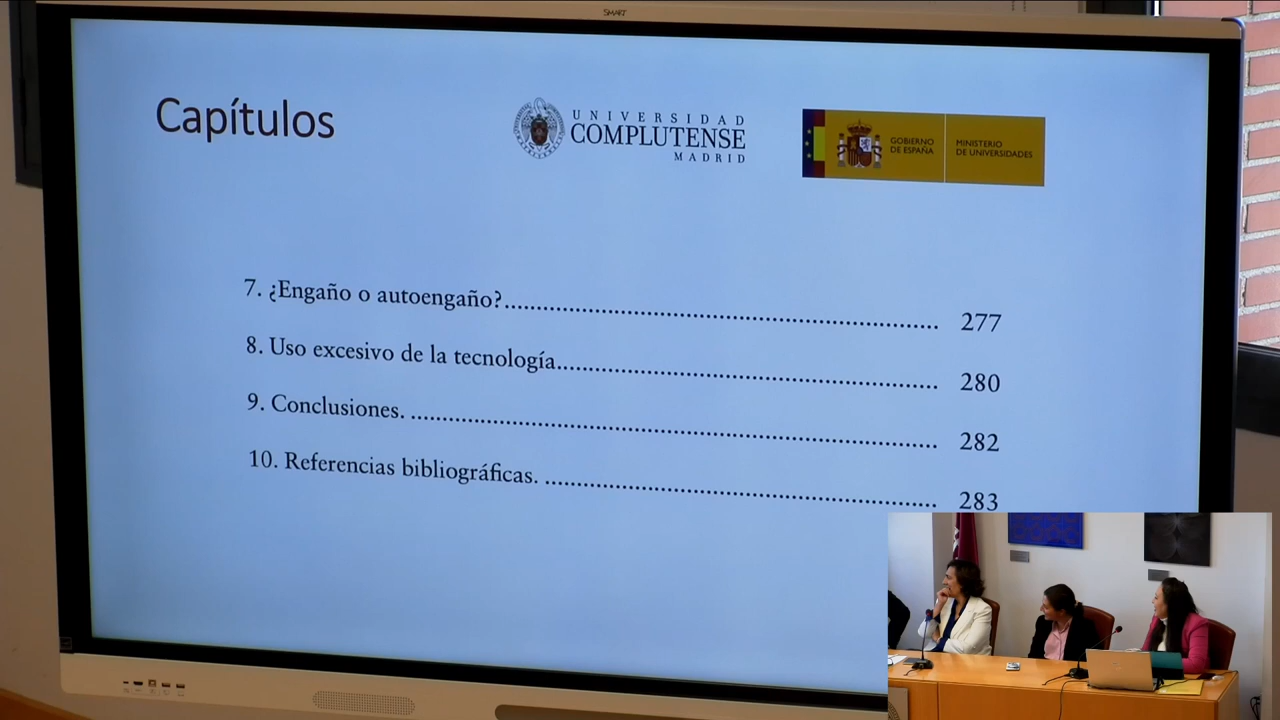 SMART
Capítulos
UNIVERSIDAD
COMPLUTENSE
MADRID
GOBIERNO
DE ESPAÑA
MINISTERIO
DE UNIVERSIDADES
7. ¿Engaño o autoengaño?.......................................................................... 277
8. Uso excesivo de la tecnología.................................................................. 280
9. Conclusiones. .......................................................................................... 282
10. Referencias bibliográficas. .................................................................... 283